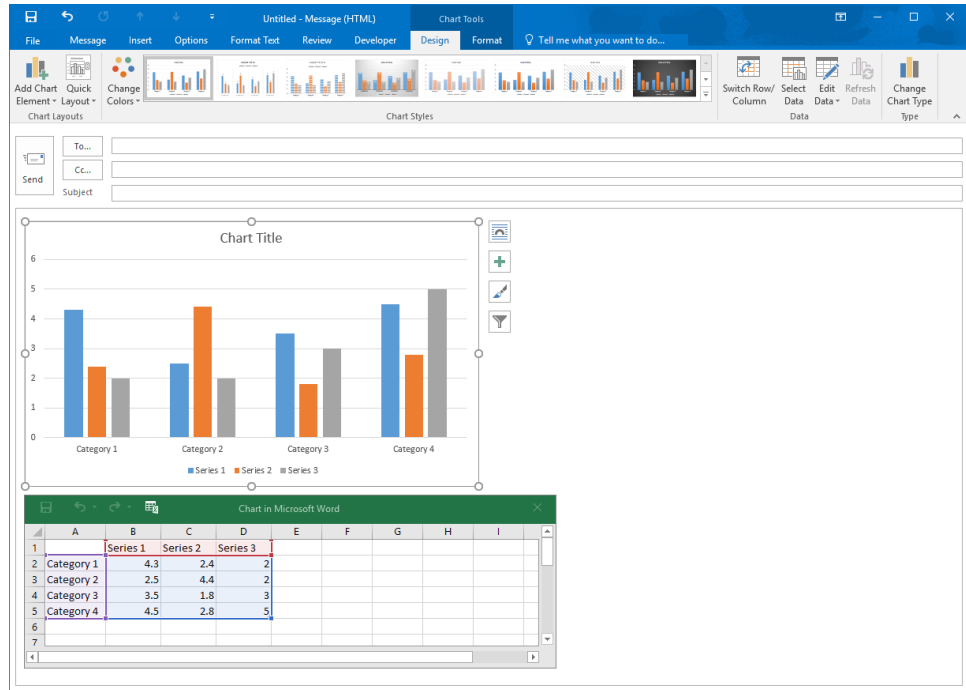 Untitled - Message (HTML)
Chart Tools
File Message Insert Options Format Text Review Developer Design Format Tell me what you want to do...
Add Chart Element Quick Layout Change Colors Switch Row/ Column Select Data Edit Data Refresh Data Change Chart Type
Chart Layouts Chart Styles Data Type
To...
Cc...
Send
Subject
Chart Title
6
5
4
3
2
1
0
Category 1 Category 2 Category 3 Category 4
Series 1 Series 2 Series 3
Chart in Microsoft Word
A B C D E F G H I
1 Series 1 Series 2 Series 3
2 Category 1 4.3 2.4 2
3 Category 2 2.5 4.4 2
4 Category 3 3.5 1.8 3
5 Category 4 4.5 2.8 5
6
7